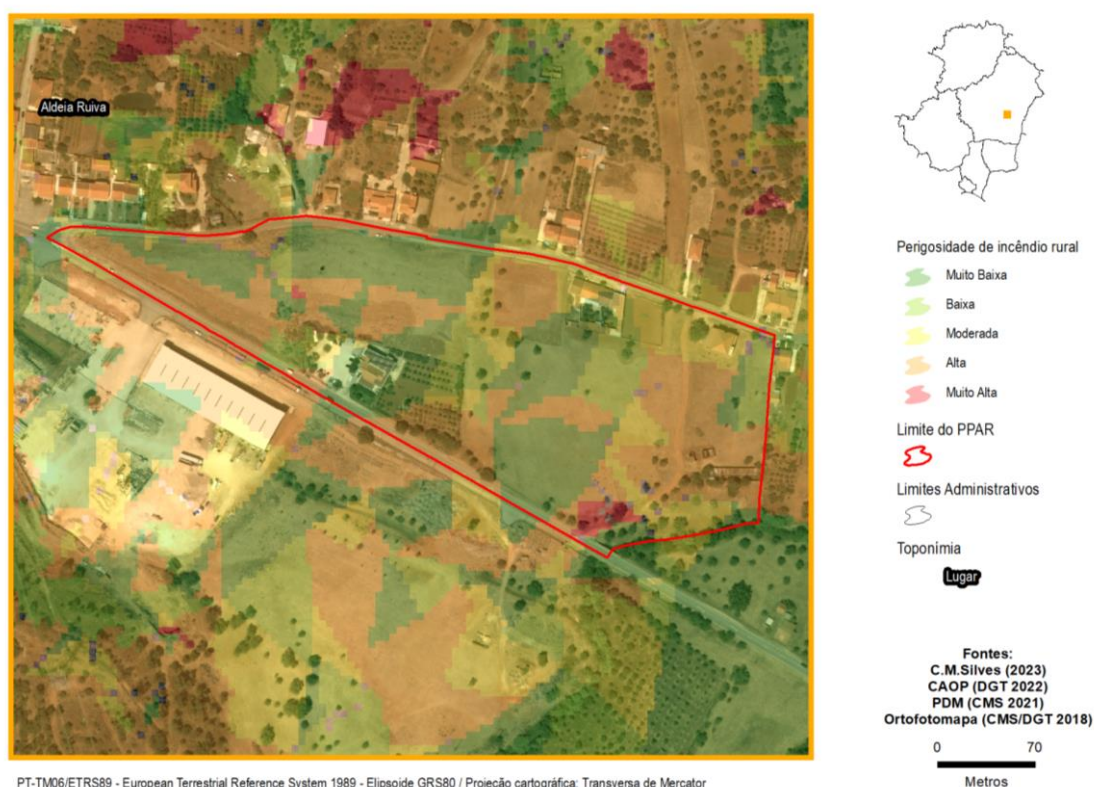 Aldeia Ruiva
Perigosidade de incêndio rural
Muito Baixa
Baixa
Moderada
Alta
Muito Alta
Limite do PPAR
Limites Administrativos
Toponímia
Lugar
Fontes:
C.M.Silves (2023)
CAOP (DGT 2022)
PDM (CMS 2021)
Ortofotomapa (CMS/DGT 2018)
0 70
Metros
PT-TM06/ETRS89 - European Terrestrial Reference System 1989 - Elipsoide GRS80 / Projeção cartográfica: Transversa de Mercator